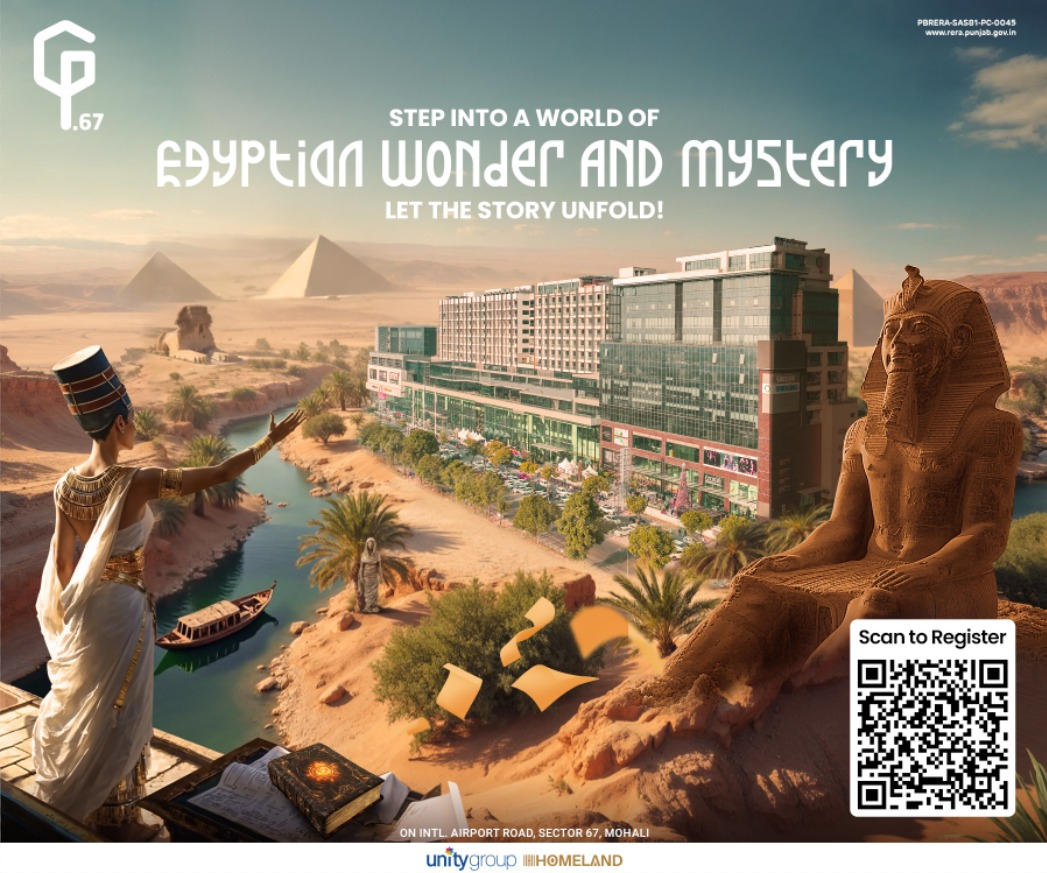 PBRERA-SAS81-PC-0045
www.rera.punjab.gov.in
.67
STEP INTO A WORLD OF
EgyPtian WONder AND MyStery
LET THE STORY UNFOLD!
Scan to Register
ON INTL. AIRPORT ROAD, SECTOR 67, MOHALI
unitygroup HOMELAND